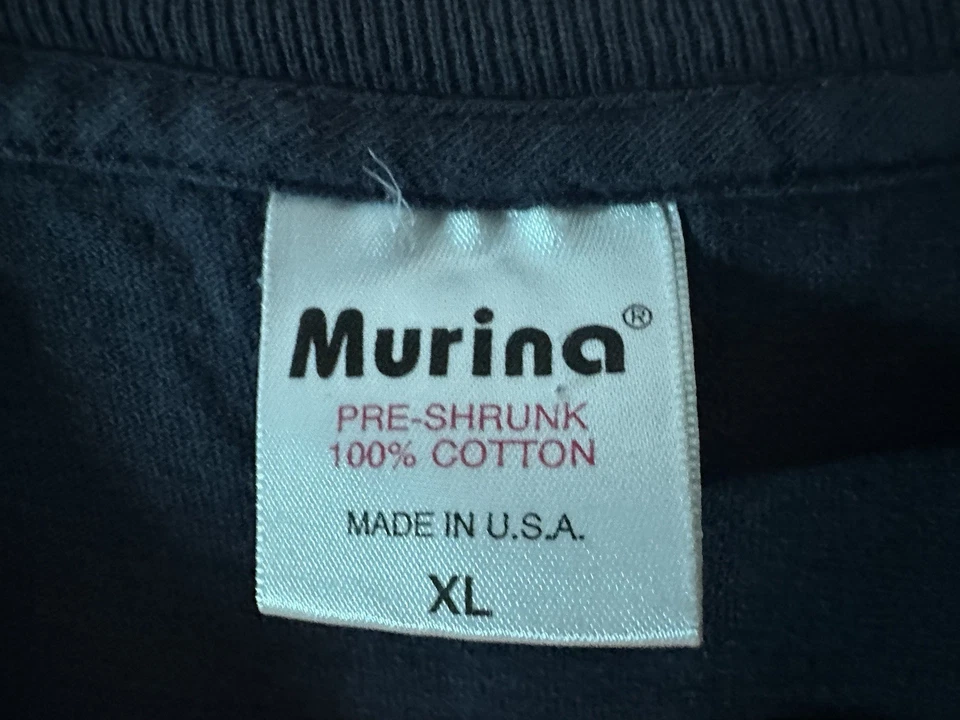 Murina®
PRE-SHRUNK
100% COTTON
MADE IN U.S.A.
XL